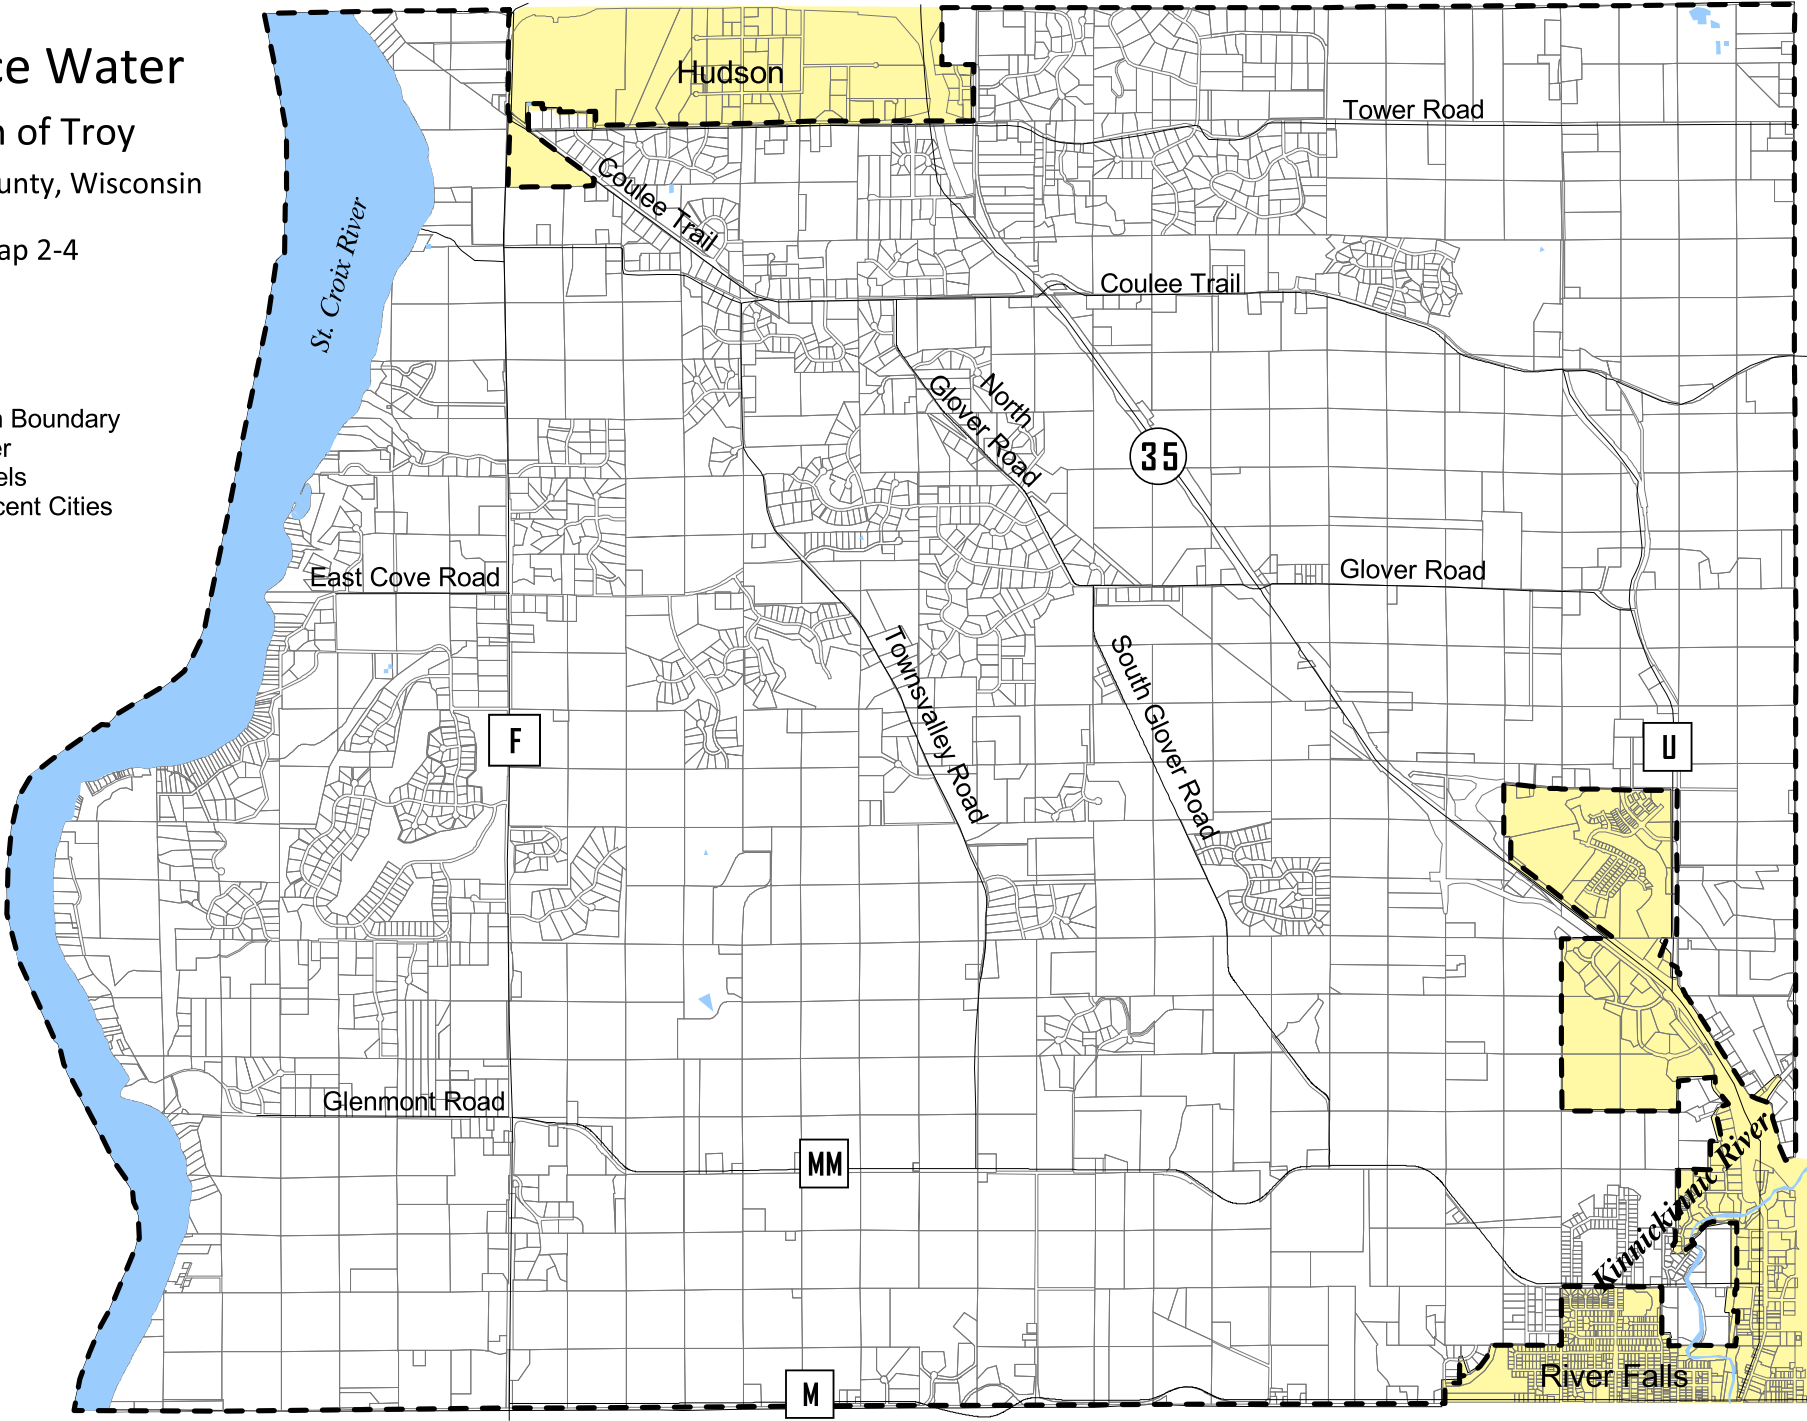 ce Water
n of Troy
unty, Wisconsin
ap 2-4
n Boundary
er
els
cent Cities
Hudson
Tower Road
Coulee Trail
St. Croix River
Coulee Trail
North
Glover Road
35
East Cove Road
Glover Road
Townsvalley Road
South Glover Road
F
U
Glenmont Road
MM
Kinnickinnic River
M
River Falls